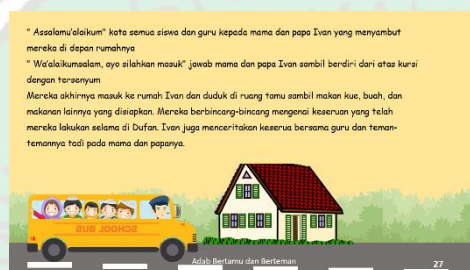 " Assalamu'alaikum" kata semua siswa dan guru kepada mama dan papa Ivan yang menyambut
mereka di depan rumahnya
" Wa'alaikumsalam, ayo silahkan masuk" jawab mama dan papa Ivan sambil berdiri dari atas kursi
dengan tersenyum
Mereka akhirnya masuk ke rumah Ivan dan duduk di ruang tamu sambil makan kue, buah, dan
makanan lainnya yang disiapkan. Mereka berbincang-bincang mengenai keseruan yang telah
mereka lakukan selama di Dufan. Ivan juga menceritakan keserua bersama guru dan teman-
temannya tadi pada mama dan papanya.
SCHOOL BUS
Adab Bertamu dan Berteman
27